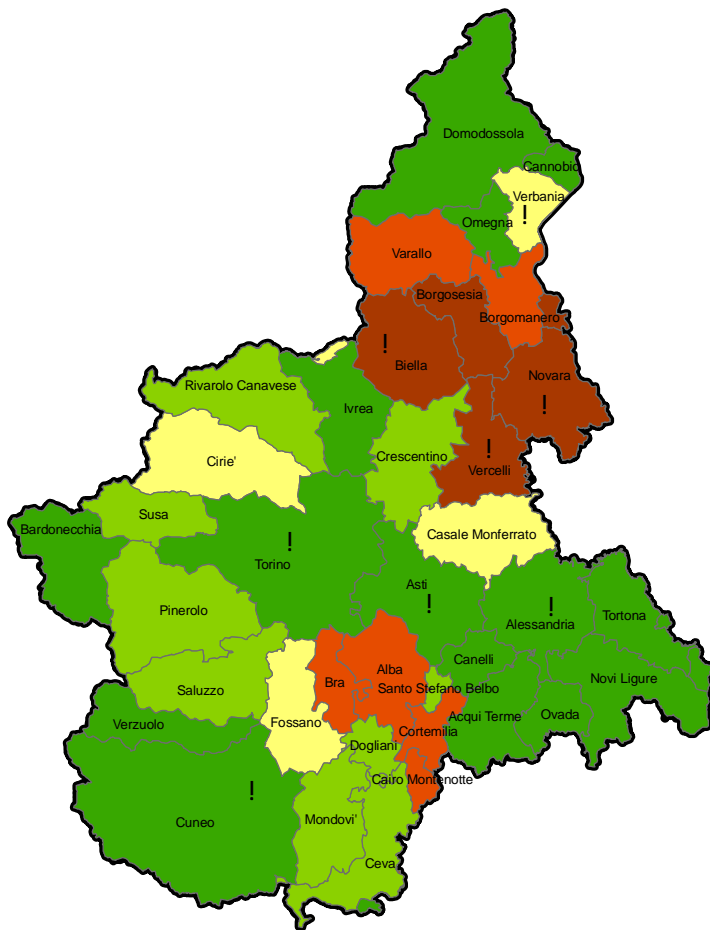 Domodossola
Cannobio
Verbania
!
Omegna
Varallo
Borgosesia
Borgomanero
!
Biella
Novara
!
Rivarolo Canavese
Ivrea
Crescentino
!
Vercelli
Cirie'
Susa
Bardonecchia
Casale Monferrato
!
Torino
Asti
!
!
Alessandria
Tortona
Pinerolo
Canelli
Alba
Bra
Santo Stefano Belbo
Novi Ligure
Saluzzo
Fossano
Acqui Terme
Ovada
Verzuolo
Cortemilia
Dogliani
Cairo Montenotte
!
Cuneo
Mondovi'
Ceva